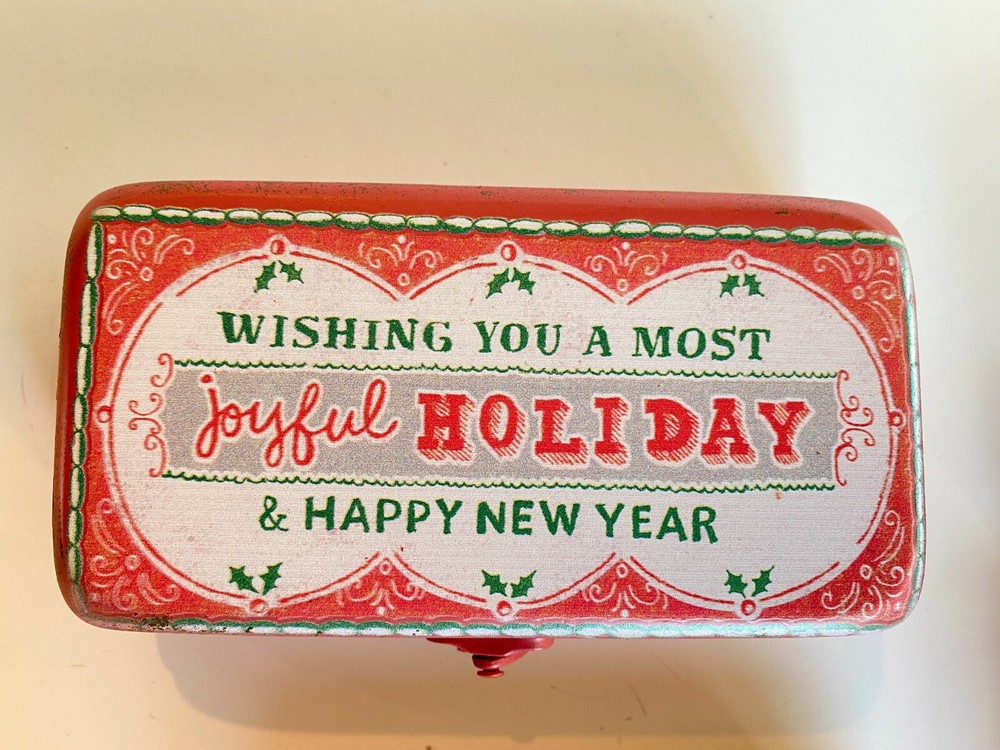 WISHING YOU A MOST
joyful HOLIDAY
& HAPPY NEW YEAR